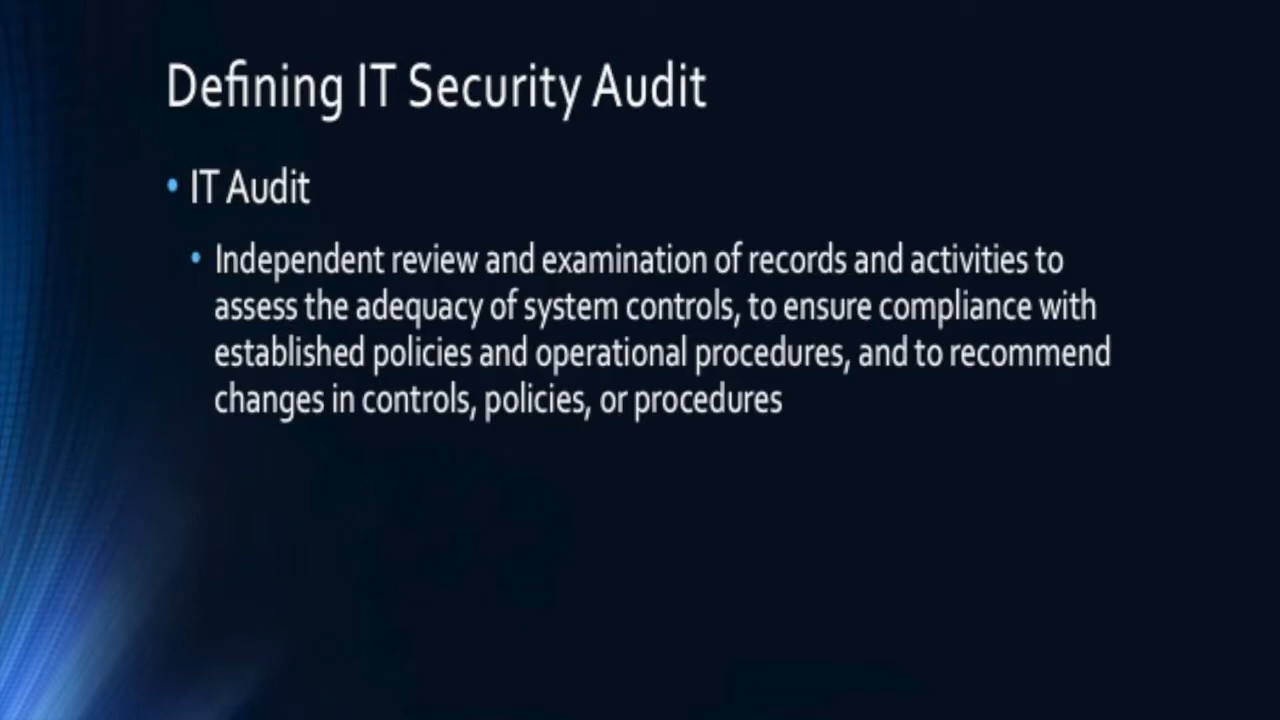 Defining IT Security Audit
• IT Audit
• Independent review and examination of records and activities to
assess the adequacy of system controls, to ensure compliance with
established policies and operational procedures, and to recommend
changes in controls, policies, or procedures